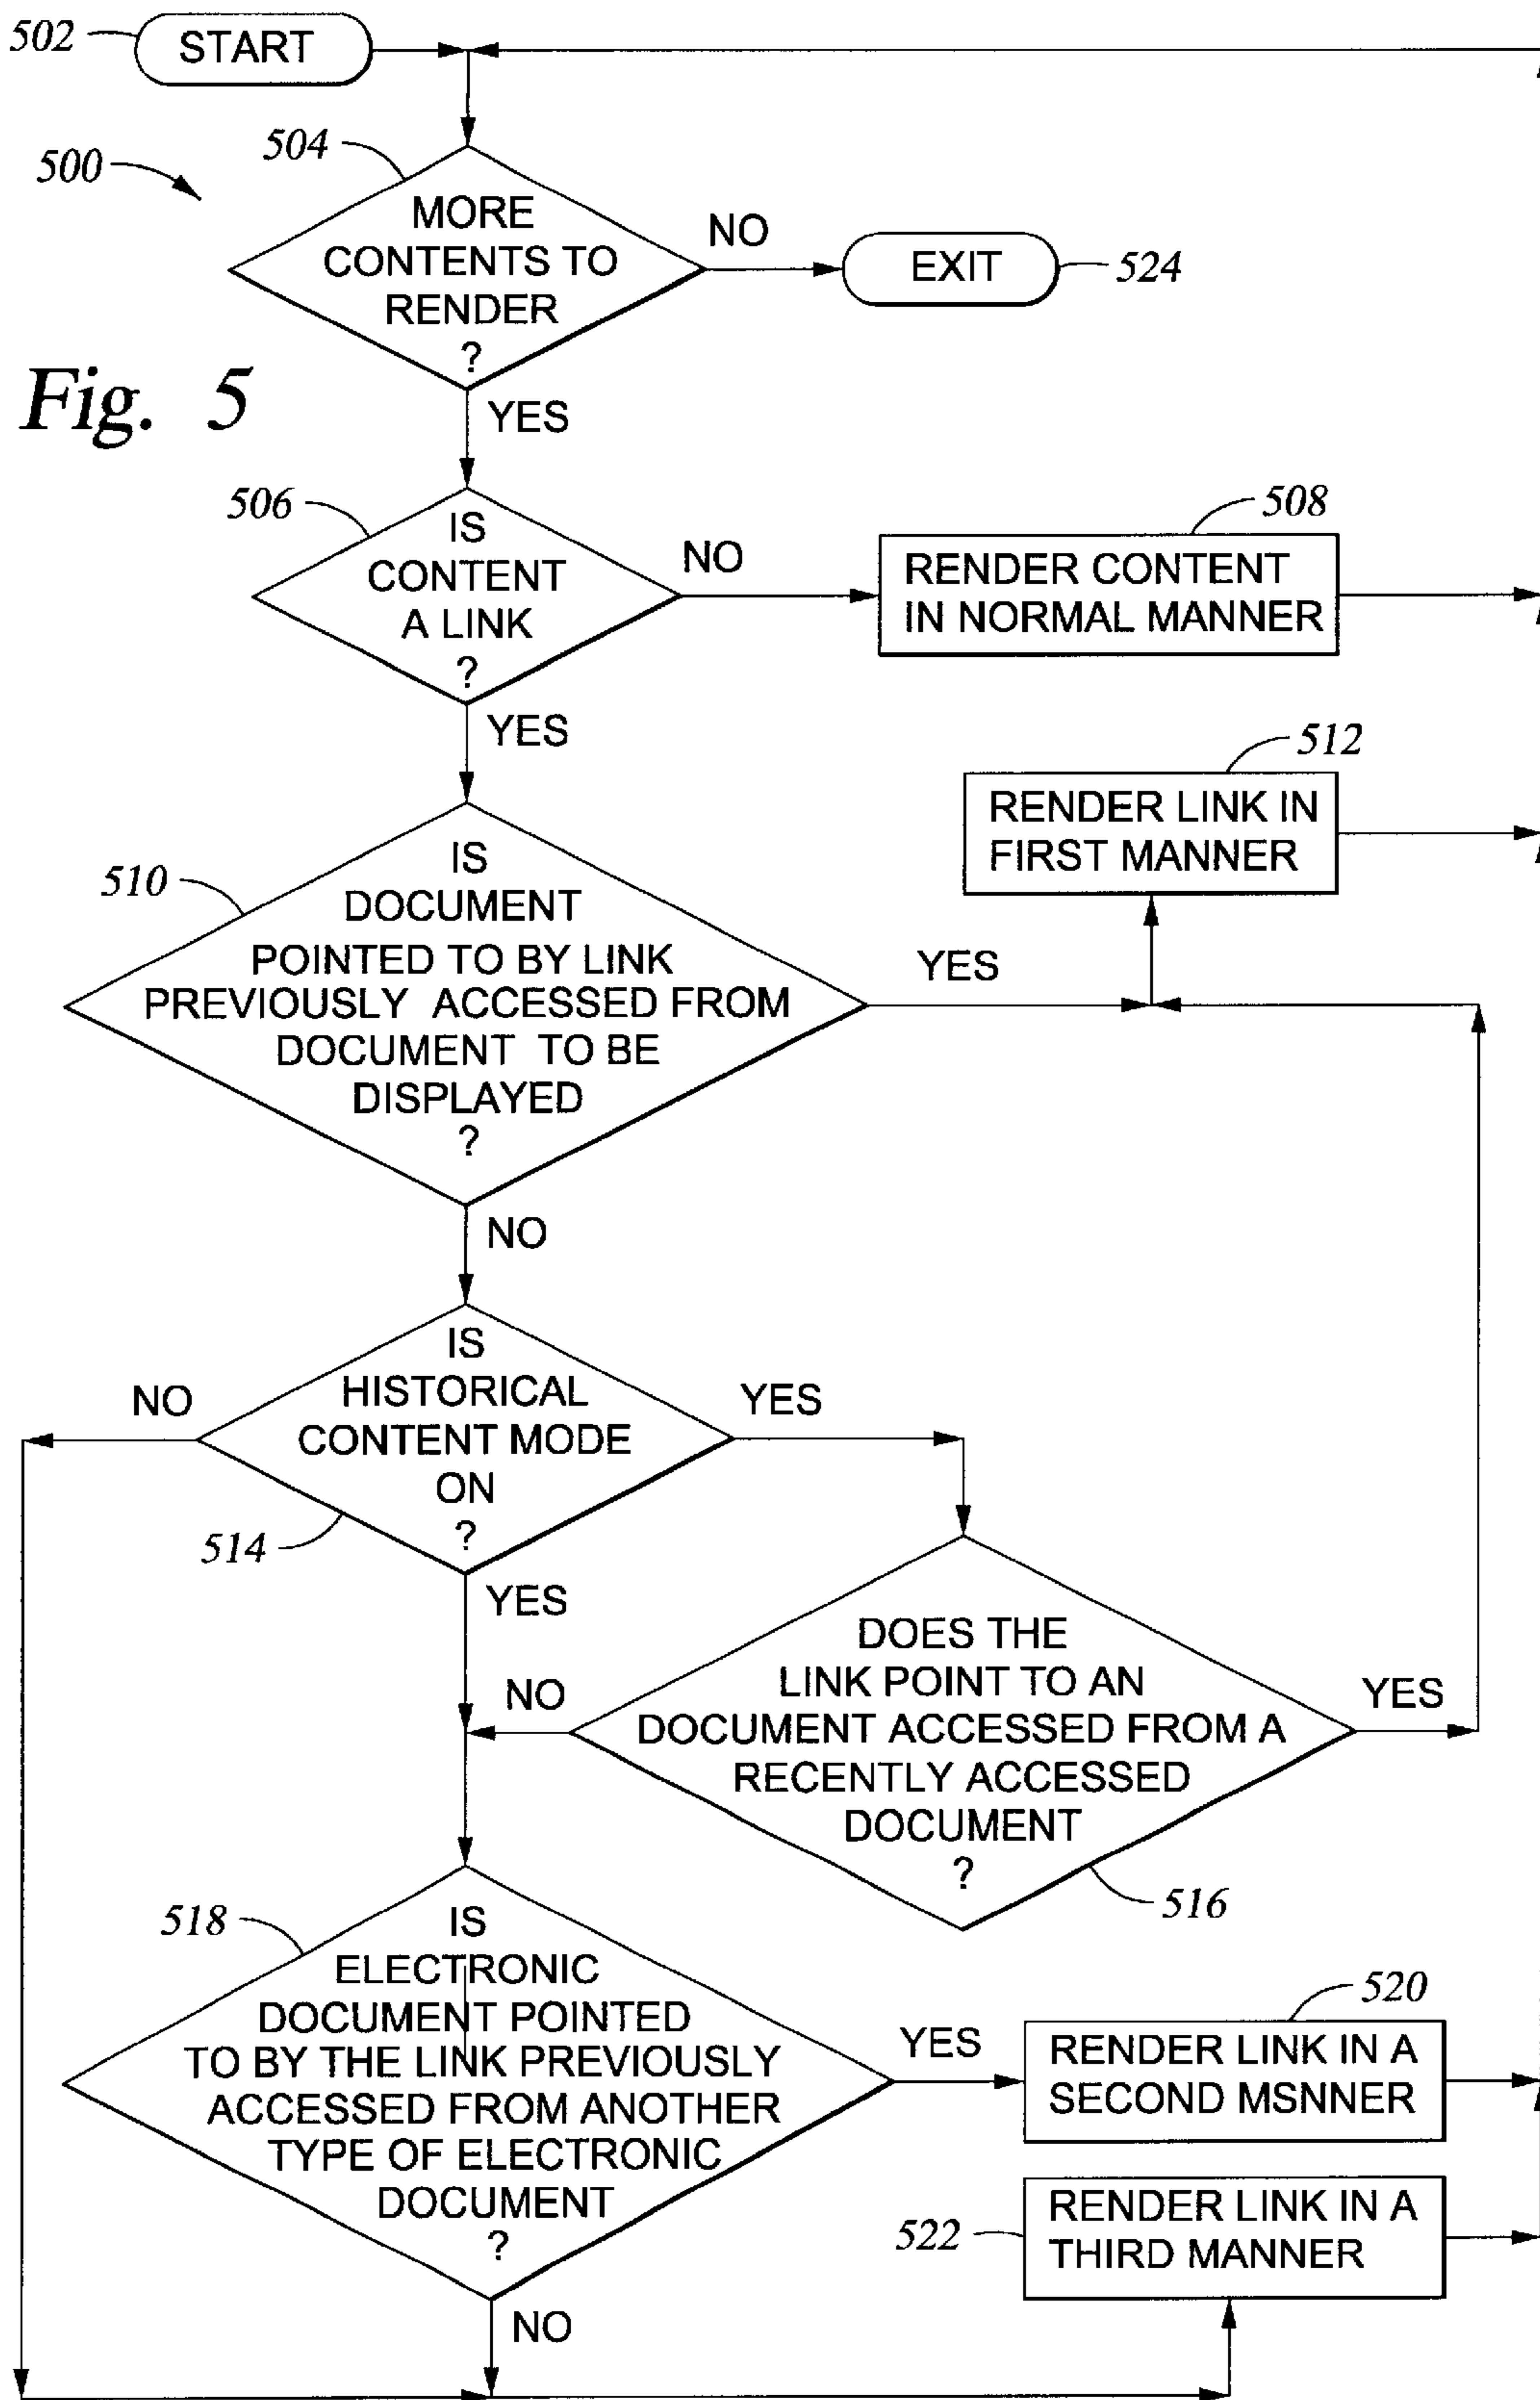 502
START
504
500
MORE
CONTENTS TO
RENDER
?
NO
EXIT
524
Fig. 5
YES
506
IS
CONTENT
A LINK
?
NO
508
RENDER CONTENT
IN NORMAL MANNER
YES
512
RENDER LINK IN
FIRST MANNER
510
IS
DOCUMENT
POINTED TO BY LINK
PREVIOUSLY ACCESSED FROM
DOCUMENT TO BE
DISPLAYED
?
YES
NO
IS
HISTORICAL
CONTENT MODE
ON
?
NO
YES
514
YES
DOES THE
LINK POINT TO AN
DOCUMENT ACCESSED FROM A
RECENTLY ACCESSED
DOCUMENT
?
NO
YES
516
518
IS
ELECTRONIC
DOCUMENT POINTED
TO BY THE LINK PREVIOUSLY
ACCESSED FROM ANOTHER
TYPE OF ELECTRONIC
DOCUMENT
?
YES
520
RENDER LINK IN A
SECOND MSNNER
522
RENDER LINK IN A
THIRD MANNER
NO